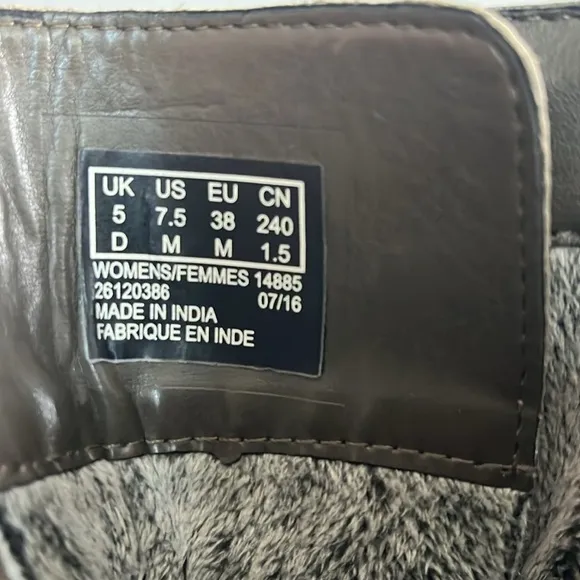 UK US EU CN
5 7.5 38 240
D M M 1.5
WOMENS/FEMMES 14885
26120386 07/16
MADE IN INDIA
FABRIQUE EN INDE